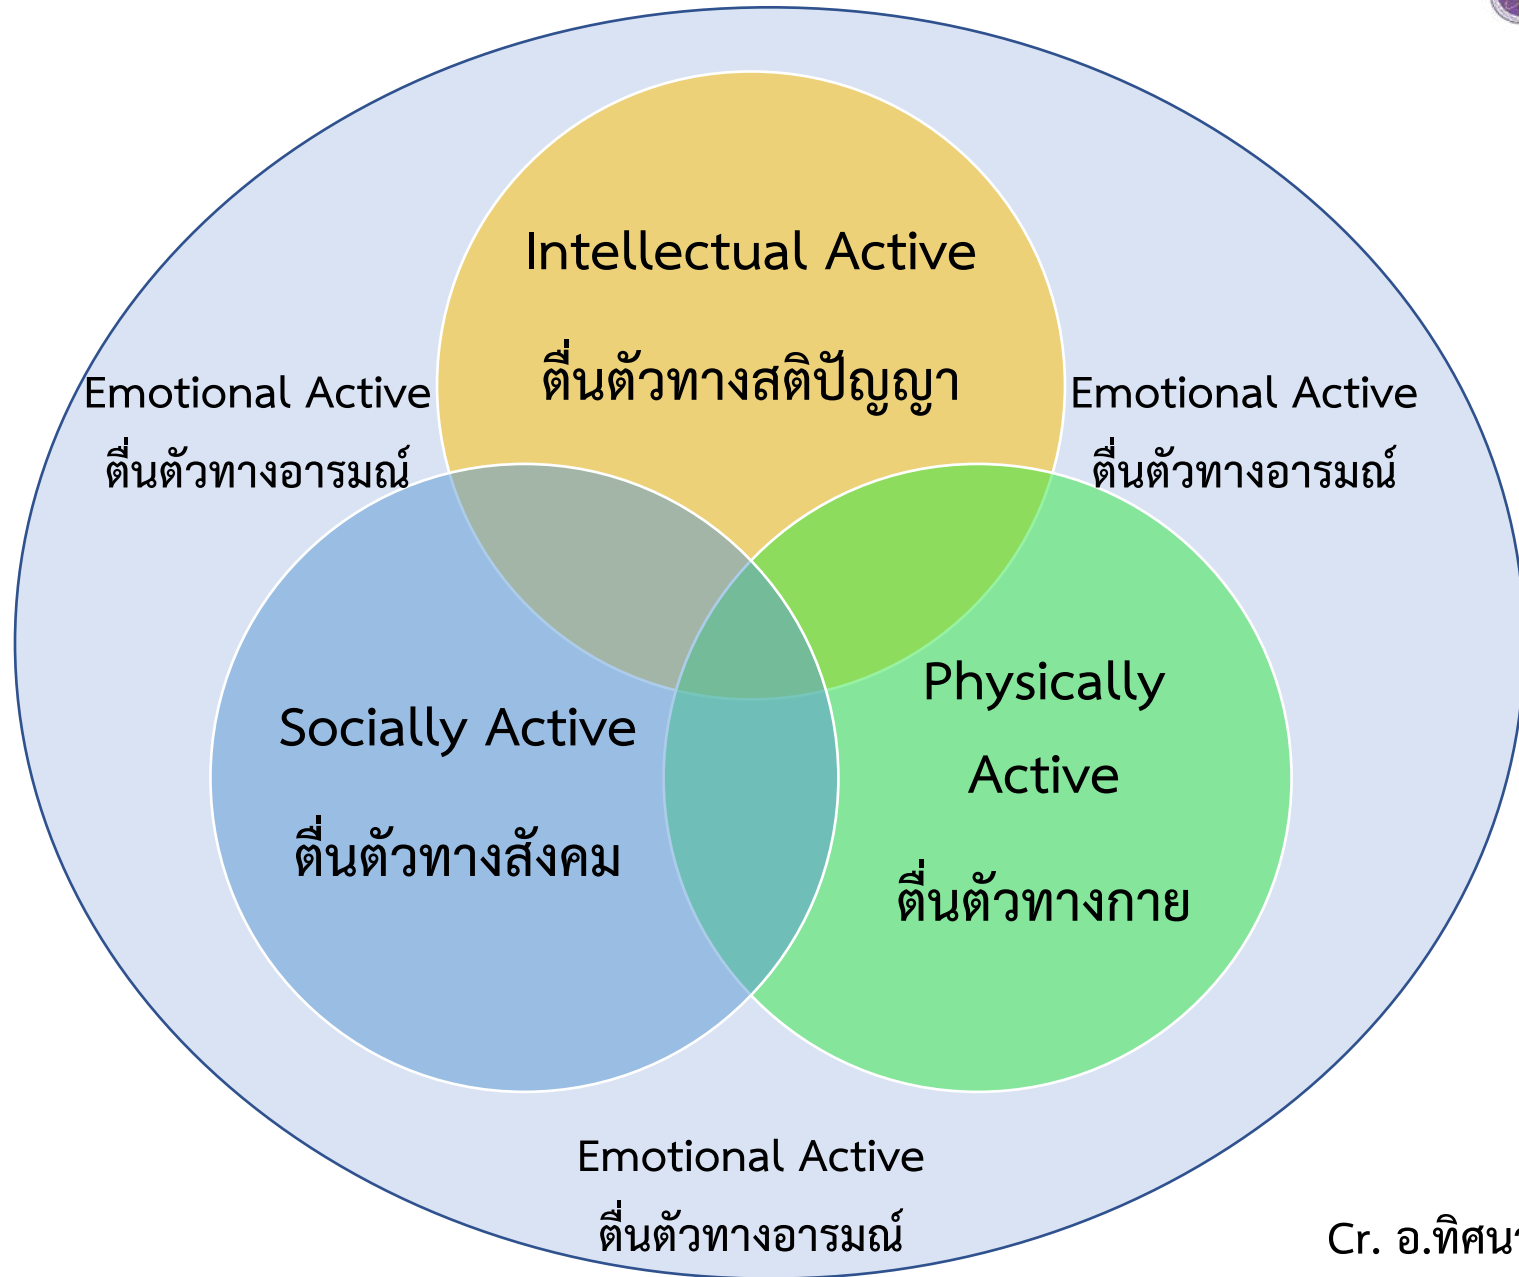 Intellectual Active
ตื่นตัวทางสติปัญญา
Emotional Active
ตื่นตัวทางอารมณ์
Emotional Active
ตื่นตัวทางอารมณ์
Socially Active
ตื่นตัวทางสังคม
Physically
Active
ตื่นตัวทางกาย
Emotional Active
ตื่นตัวทางอารมณ์
Cr. อ.ทิศนา